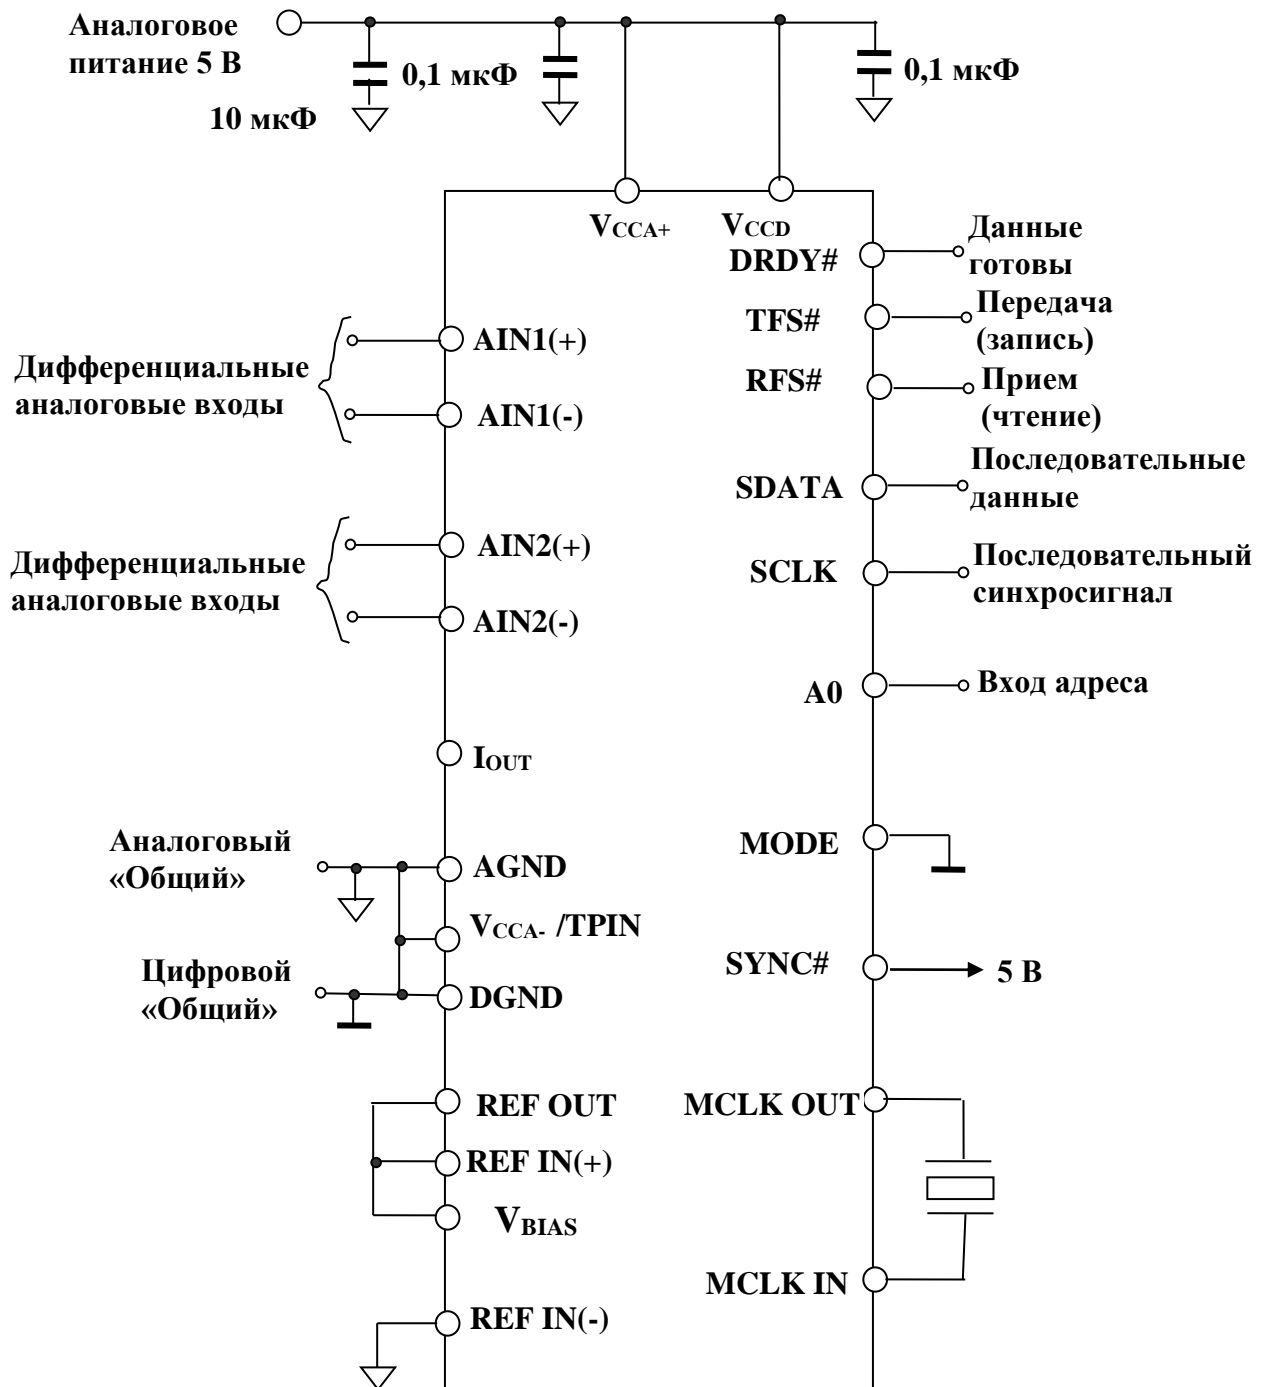 Аналоговое
питание 5 В
10 мкФ
0,1 мкФ
0,1 мкФ
VCCA+
VCCD
DRDY#
Данные
готовы
TFS#
Передача
(запись)
RFS#
Прием
(чтение)
AIN1(+)
Дифференциальные
аналоговые входы
AIN1(-)
SDATA
Последовательные
данные
AIN2(+)
Дифференциальные
аналоговые входы
AIN2(-)
SCLK
Последовательный
синхросигнал
A0
Вход адреса
IOUT
Аналоговый
«Общий»
AGND
MODE
VCCA- /TPIN
SYNC#
5 В
Цифровой
«Общий»
DGND
REF OUT
MCLK OUT
REF IN(+)
VBIAS
MCLK IN
REF IN(-)